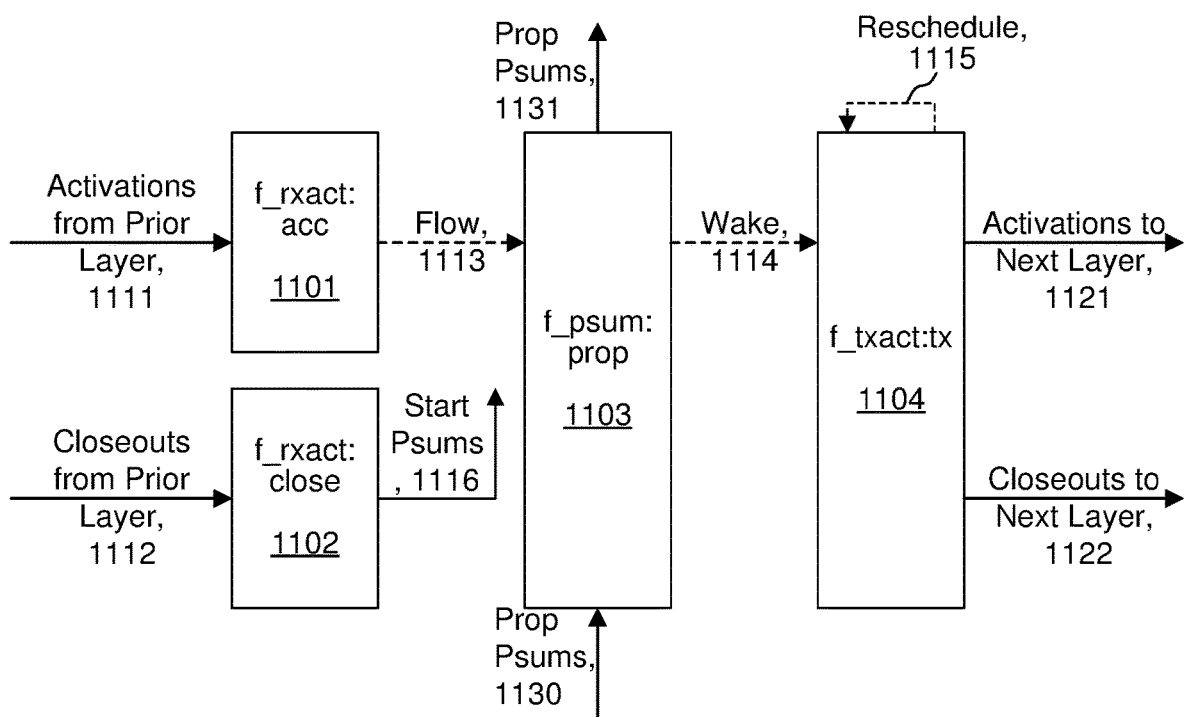 Prop
Psums,
1131
Reschedule,
1115
Activations
from Prior
Layer,
1111
f_rxact:
acc
1101
Flow,
1113
Wake,
1114
Activations to
Next Layer,
1121
f_psum:
prop
1103
f_txact:tx
1104
Closeouts
from Prior
Layer,
1112
f_rxact:
close
1102
Start
Psums
, 1116
Closeouts to
Next Layer,
1122
Prop
Psums,
1130